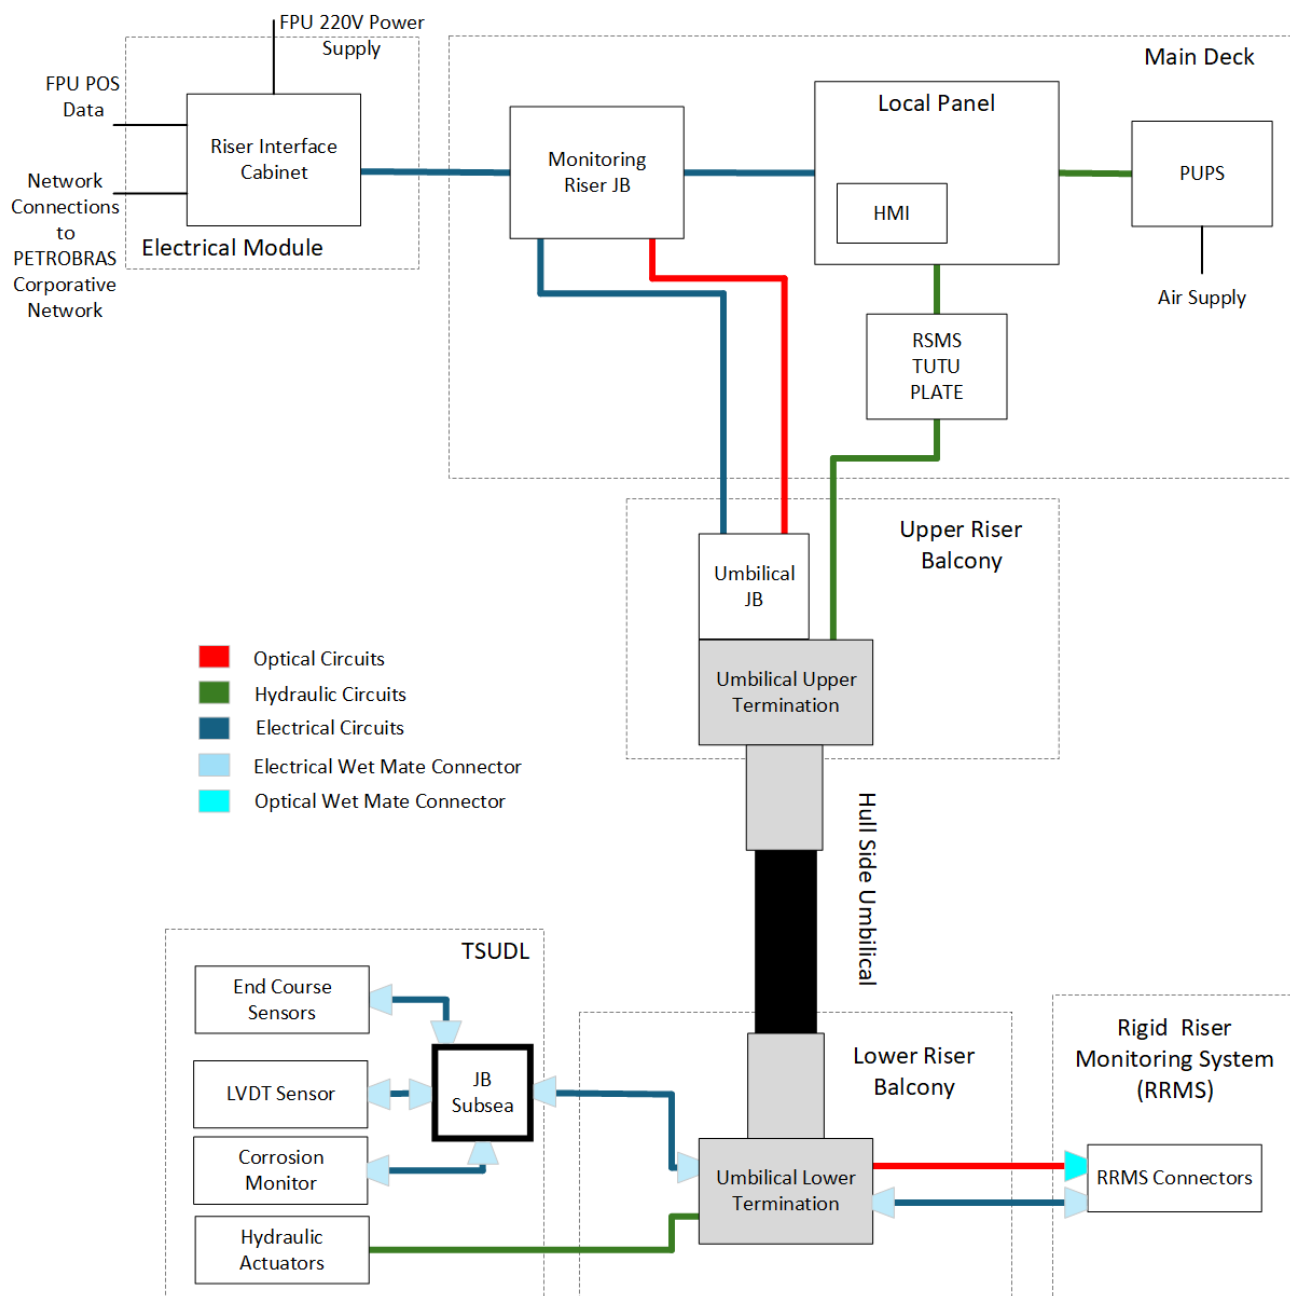 FPU 220V Power
Supply
Main Deck
FPU POS
Data
Riser Interface
Cabinet
Network
Connections
to
PETROBRAS
Corporative
Network
Electrical Module
Monitoring
Riser JB
Local Panel
HMI
PUPS
Air Supply
RSMS
TUTU
PLATE
Upper Riser
Balcony
Umbilical
JB
Umbilical Upper
Termination
Optical Circuits
Hydraulic Circuits
Electrical Circuits
Electrical Wet Mate Connector
Optical Wet Mate Connector
Hull Side Umbilical
TSUDL
End Course
Sensors
LVDT Sensor
JB
Subsea
Corrosion
Monitor
Hydraulic
Actuators
Lower Riser
Balcony
Umbilical Lower
Termination
Rigid Riser
Monitoring System
(RRMS)
RRMS Connectors